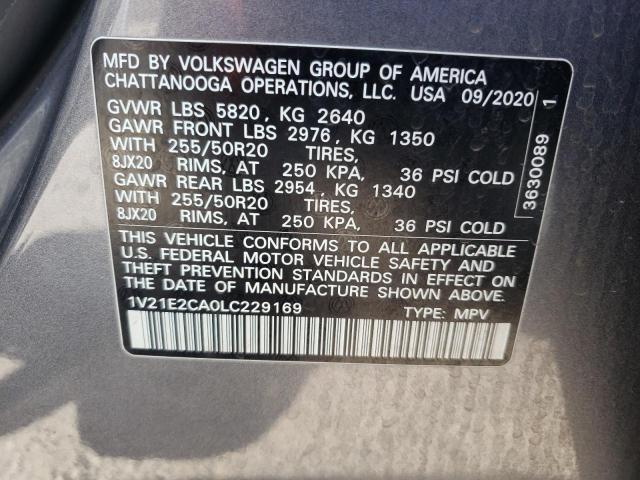 MFD BY VOLKSWAGEN GROUP OF AMERICA
CHATTANOOGA OPERATIONS, LLC. USA 09/2020
GVWR LBS 5820, KG 2640
GAWR FRONT LBS 2976, KG 1350
WITH 255/50R20 TIRES,
8JX20 RIMS, AT 250 KPA, 36 PSI COLD
GAWR REAR LBS 2954, KG 1340
WITH 255/50R20 TIRES,
8JX20 RIMS, AT 250 KPA, 36 PSI COLD
THIS VEHICLE CONFORMS TO ALL APPLICABLE
U.S. FEDERAL MOTOR VEHICLE SAFETY AND
THEFT PREVENTION STANDARDS IN EFFECT ON
THE DATE OF MANUFACTURE SHOWN ABOVE.
1V21E2CA0LC229169 TYPE: MPV
3630089 1